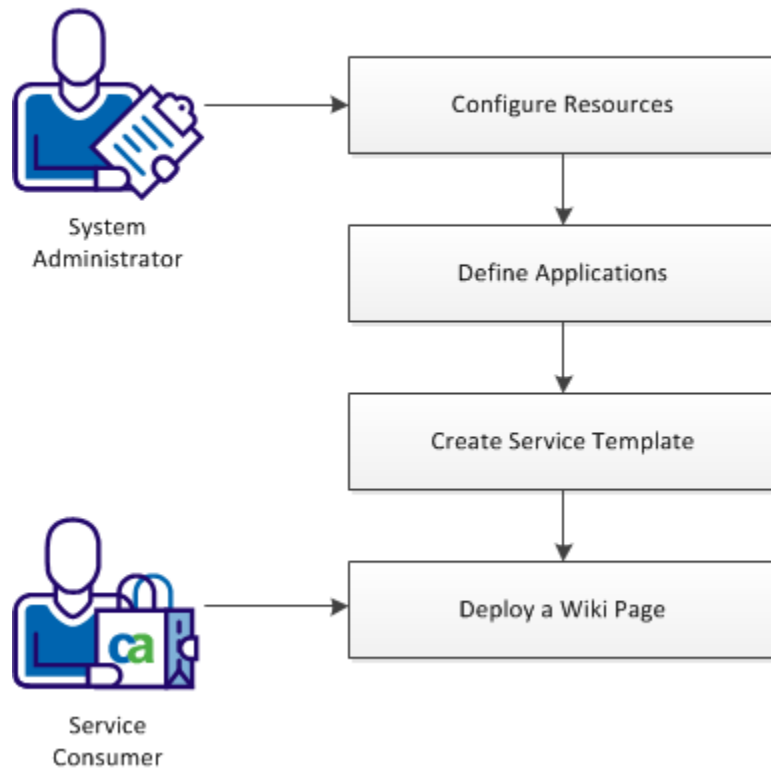 Configure Resources
System
Administrator
Define Applications
Create Service Template
ca
Deploy a Wiki Page
Service
Consumer